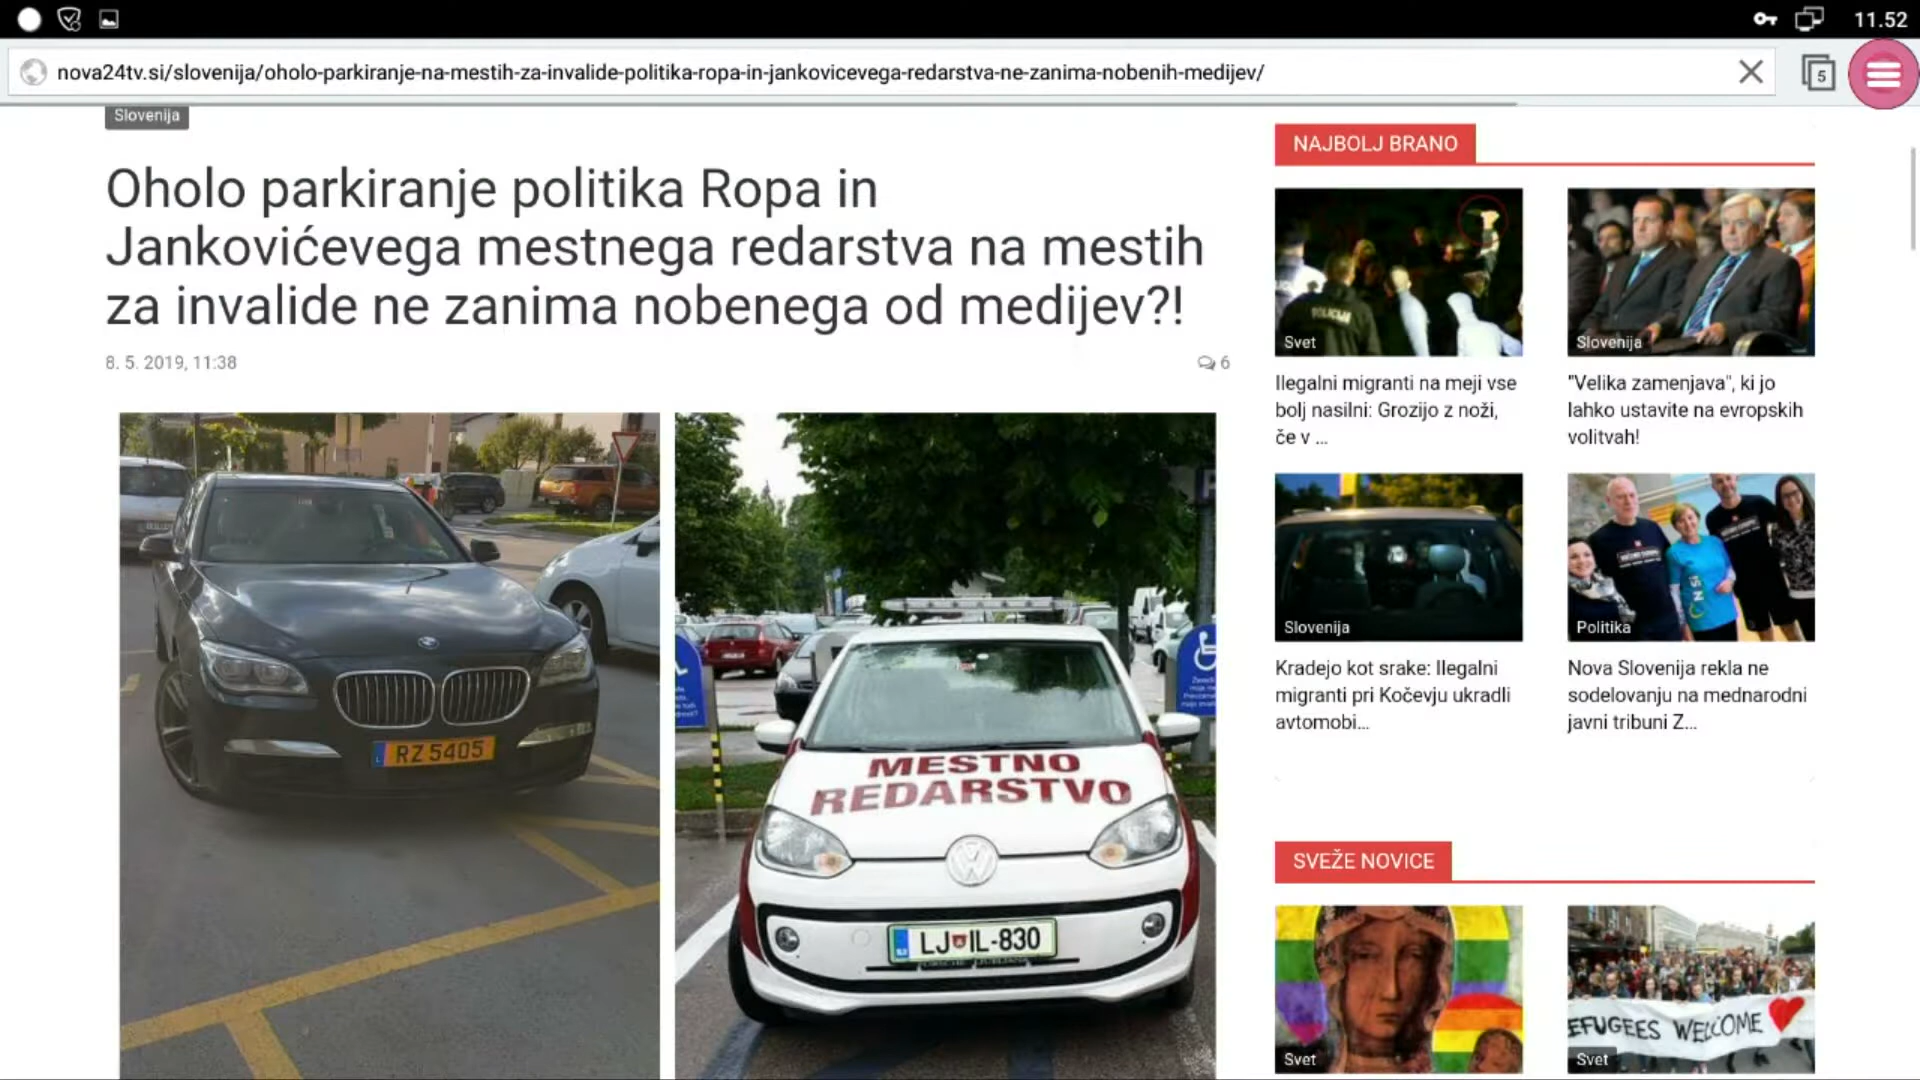 11.52
nova24tv.si/slovenija/oholo-parkiranje-na-mestih-za-invalide-politika-ropa-in-jankovicevega-redarstva-ne-zanima-nobenih-medijev/
5
Slovenija
Oholo parkiranje politika Ropa in
Jankovićevega mestnega redarstva na mestih
za invalide ne zanima nobenega od medijev?!
8. 5. 2019, 11:38
6
RZ 5405
MESTNO
REDARSTVO
LJ IL-830
NAJBOLJ BRANO
POLICIJA
Svet
Ilegalni migranti na meji vse
bolj nasilni: Grozijo z noži,
če v ...
Slovenija
"Velika zamenjava", ki jo
lahko ustavite na evropskih
volitvah!
Slovenija
Kradejo kot srake: Ilegalni
migranti pri Kočevju ukradli
avtomobi...
Politika
Nova Slovenija rekla ne
sodelovanju na mednarodni
javni tribuni Z...
SVEŽE NOVICE
Svet
EFUGEES WELCOME
Svet